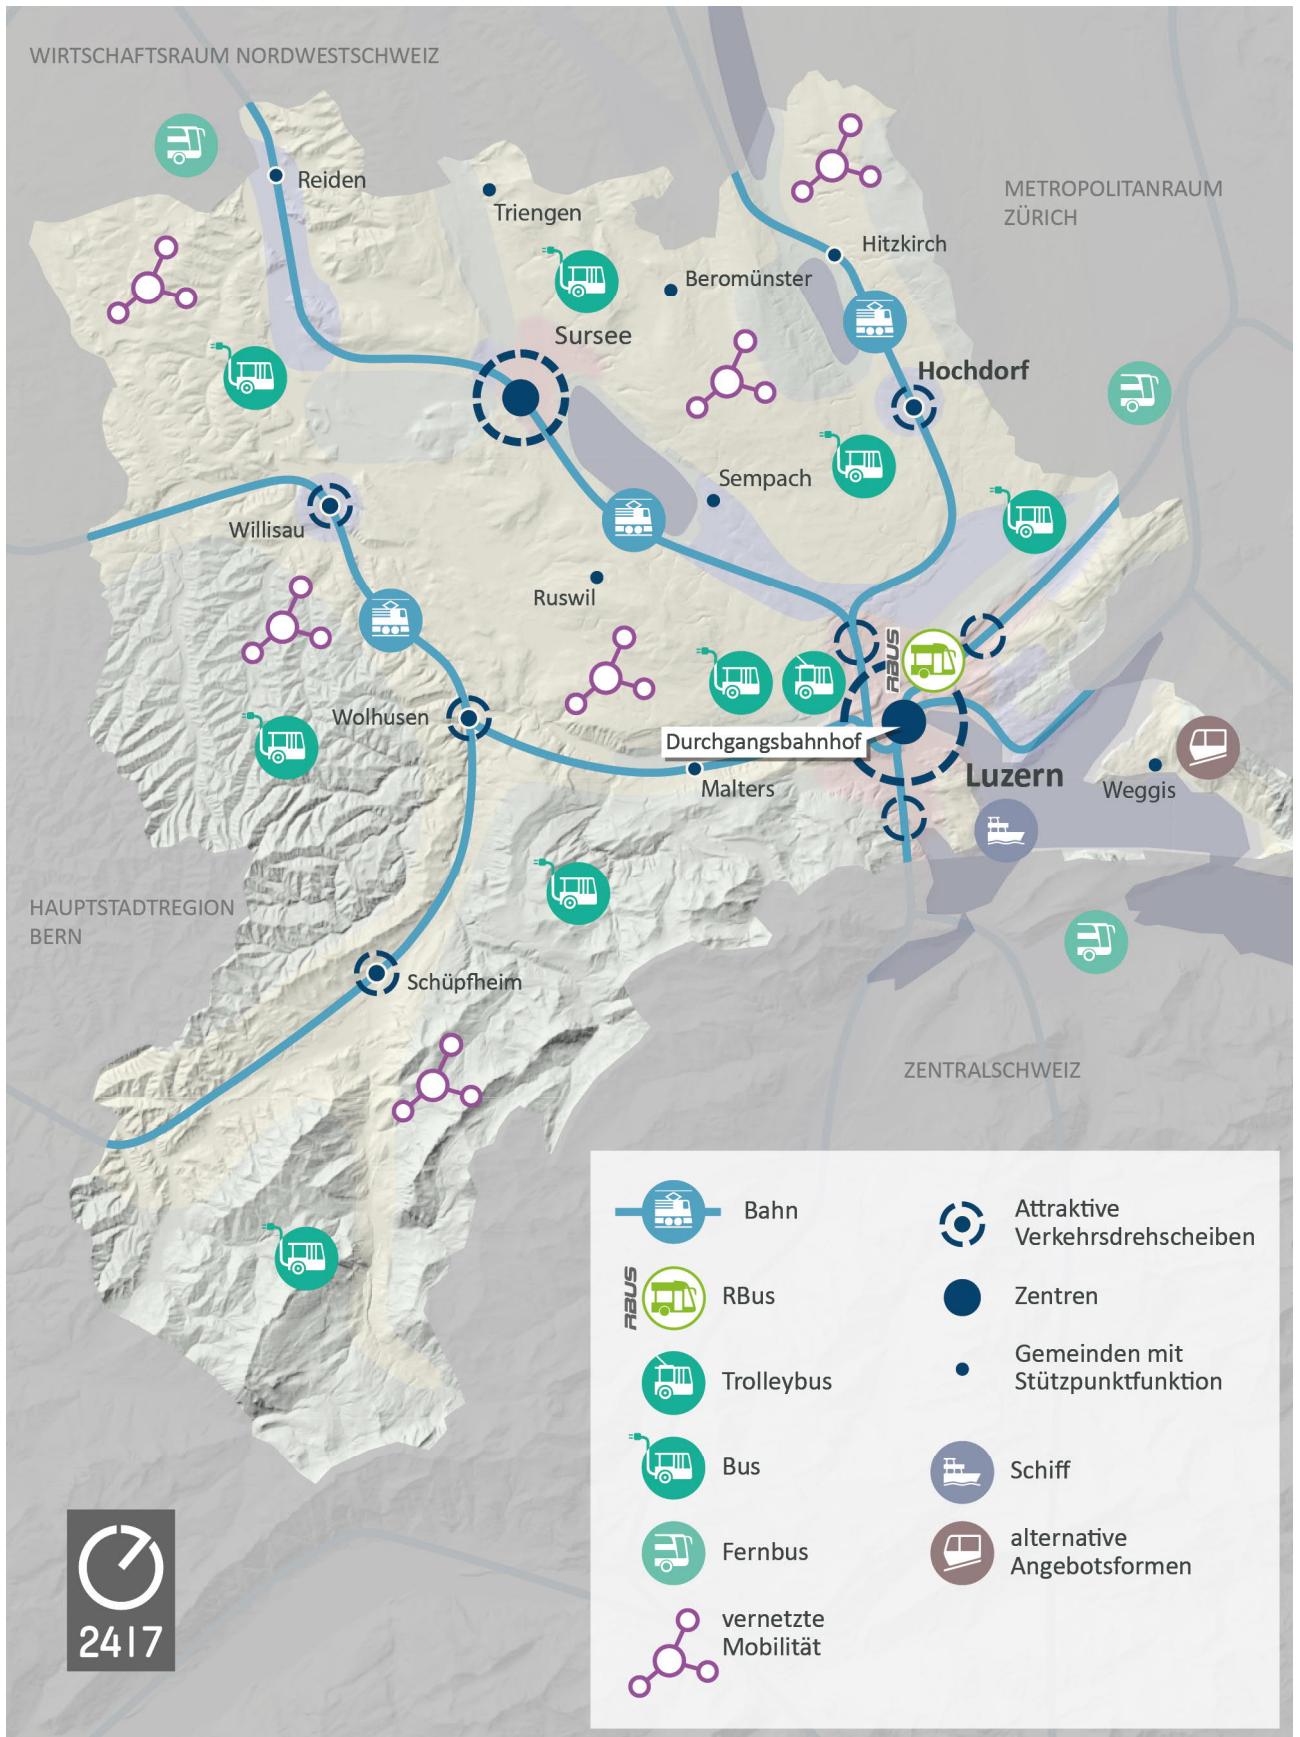 WIRTSCHAFTSRAUM NORDWESTSCHWEIZ
Reiden
Triengen
METROPOLITANRAUM
ZÜRICH
Hitzkirch
Beromünster
Sursee
Hochdorf
Sempach
Willisau
Ruswil
RBUS
Wolhusen
Durchgangsbahnhof
Luzern
Malters
Weggis
HAUPTSTADTREGION
BERN
Schüpfheim
ZENTRALSCHWEIZ
Bahn
RBUS
RBus
Trolleybus
Bus
Fernbus
vernetzte
Mobilität
Attraktive
Verkehrsdrehscheiben
Zentren
Gemeinden mit
Stützpunktfunktion
Schiff
alternative
Angebotsformen
24|7